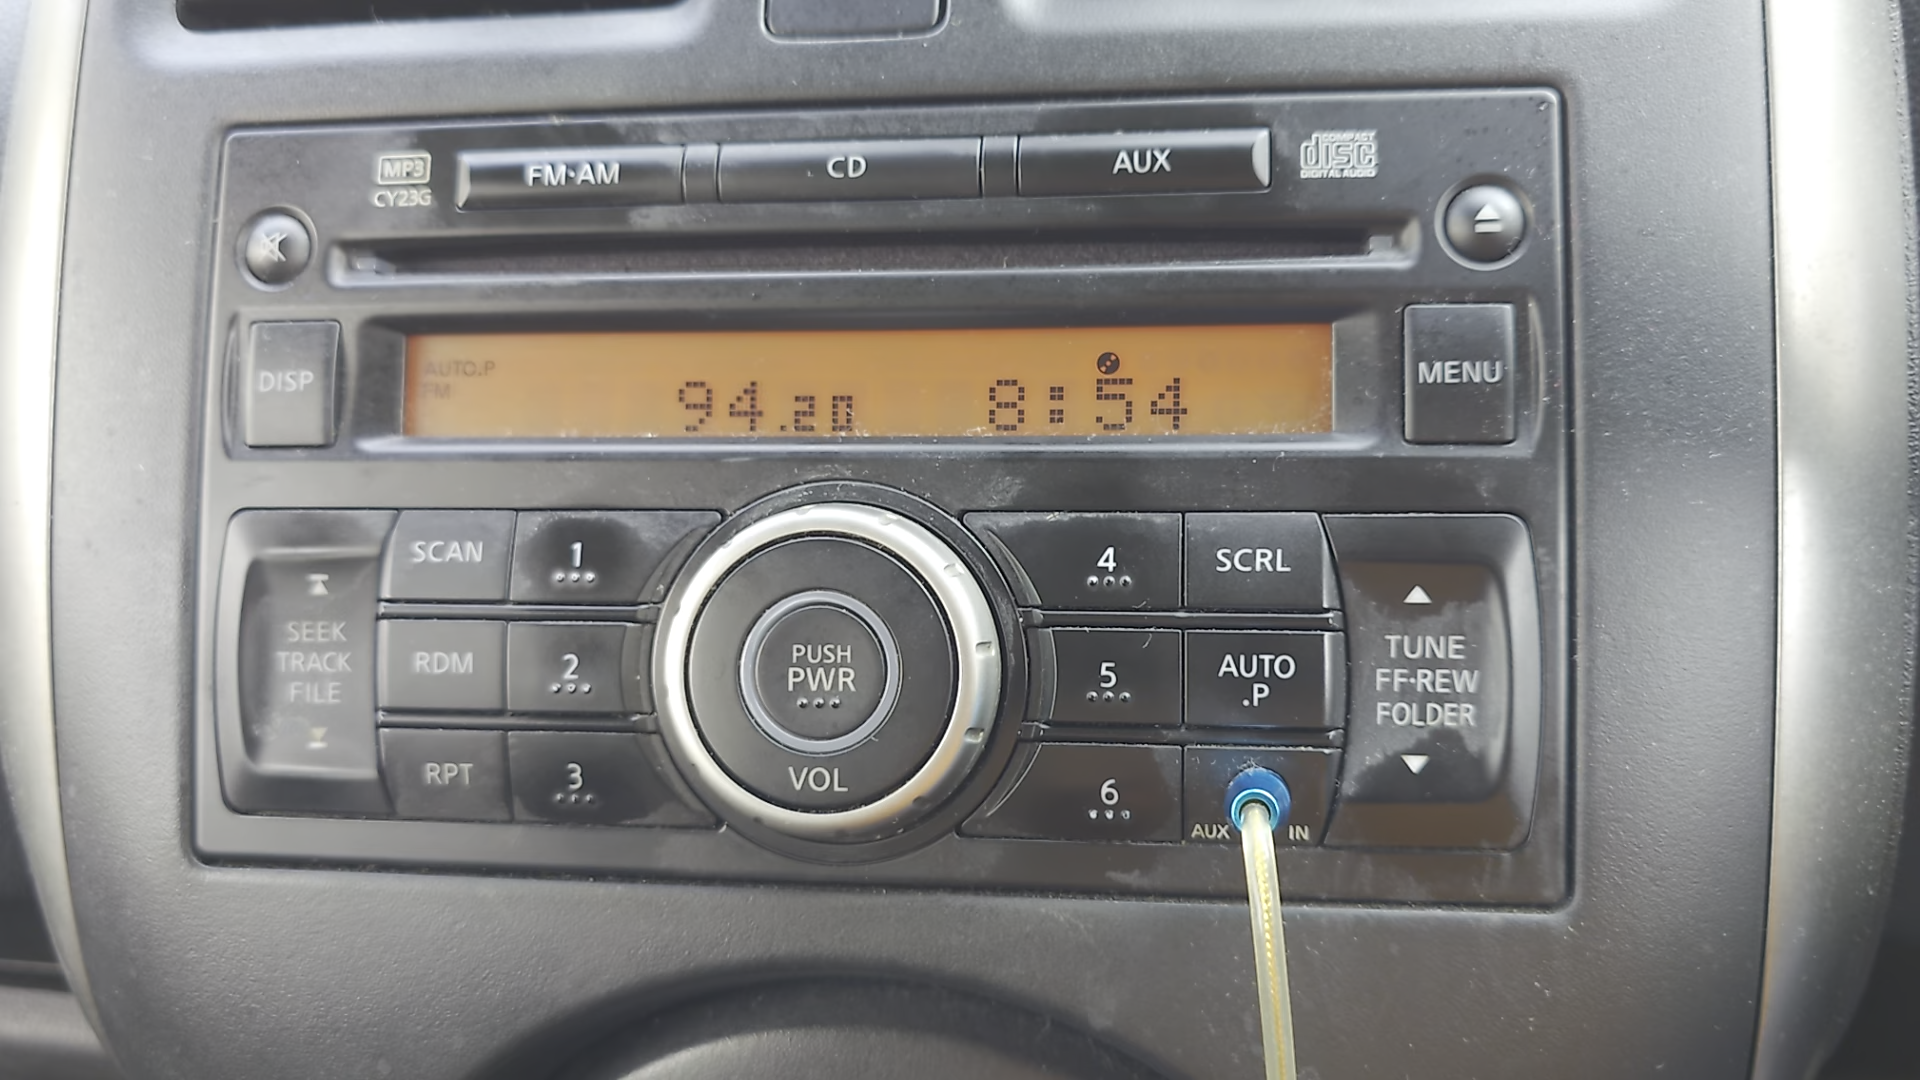 MP3
CY23G
FM·AM
CD
AUX
COMPACT
disc
DIGITAL AUDIO
DISP
AUTO.P
FM
94.20
8:54
MENU
SEEK
TRACK
FILE
SCAN
1
RDM
2
RPT
3
PUSH
PWR
VOL
4
SCRL
5
AUTO
.P
6
AUX IN
TUNE
FF·REW
FOLDER